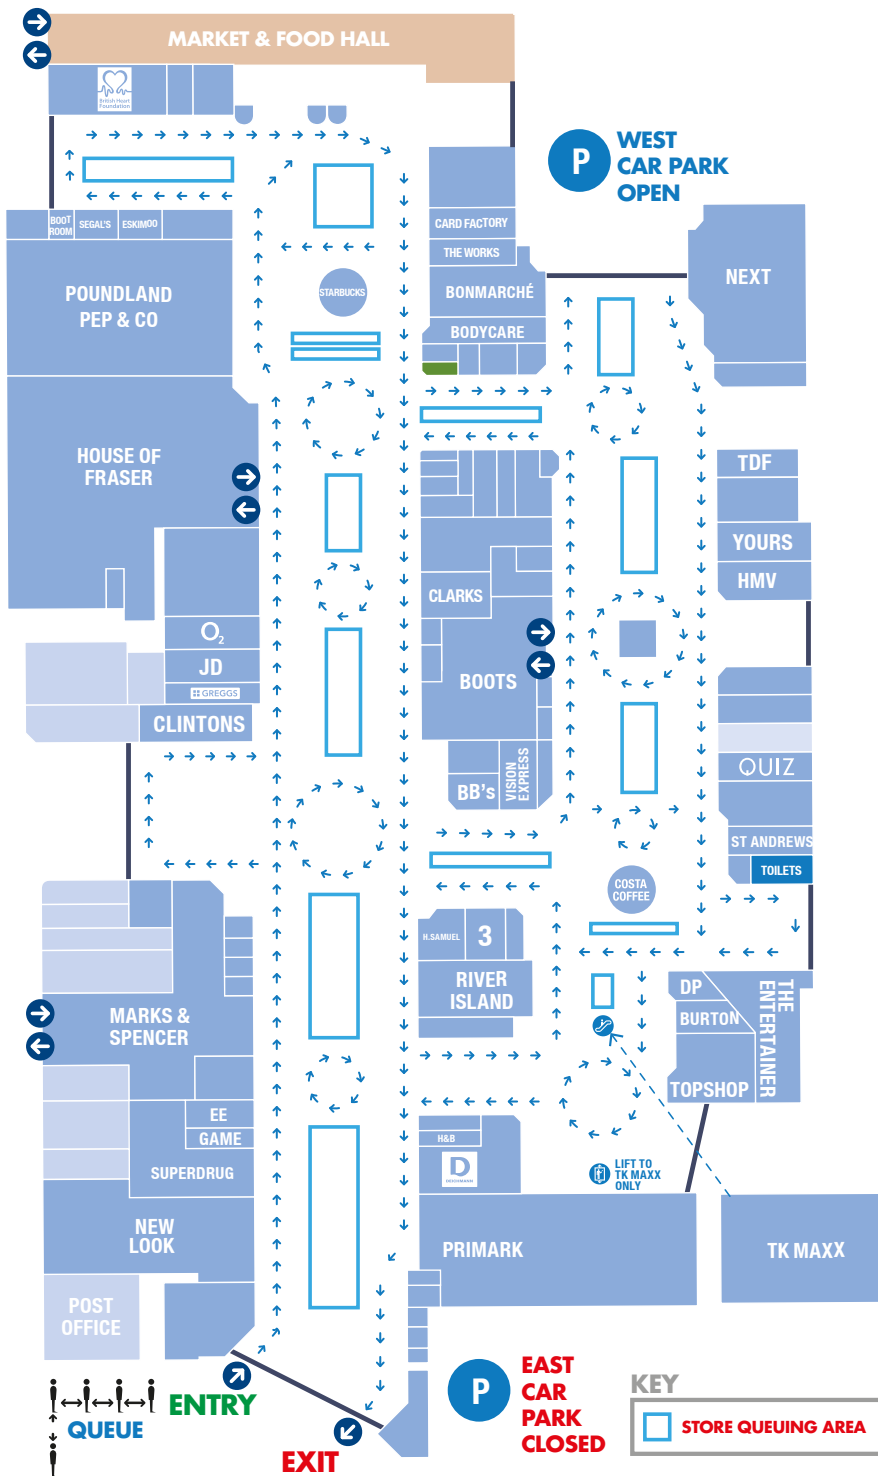 MARKET & FOOD HALL
British Heart
Foundation
P
WEST
CAR PARK
OPEN
BOOT
ROOM
SEGAL'S
ESKIMOO
CARD FACTORY
THE WORKS
BONMARCHÉ
BODYCARE
STARBUCKS
NEXT
POUNDLAND
PEP & CO
HOUSE OF
FRASER
TDF
YOURS
HMV
CLARKS
BOOTS
O2
JD
GREGGS
CLINTONS
BB's
VISION
EXPRESS
QUIZ
ST ANDREWS
TOILETS
COSTA
COFFEE
H.SAMUEL
3
RIVER
ISLAND
DP
BURTON
TOPSHOP
THE
ENTERTAINER
MARKS &
SPENCER
EE
GAME
SUPERDRUG
H&B
D
DEICHMANN
LIFT TO
TK MAXX
ONLY
NEW
LOOK
PRIMARK
TK MAXX
POST
OFFICE
QUEUE
ENTRY
EXIT
P
EAST
CAR
PARK
CLOSED
KEY
STORE QUEUING AREA